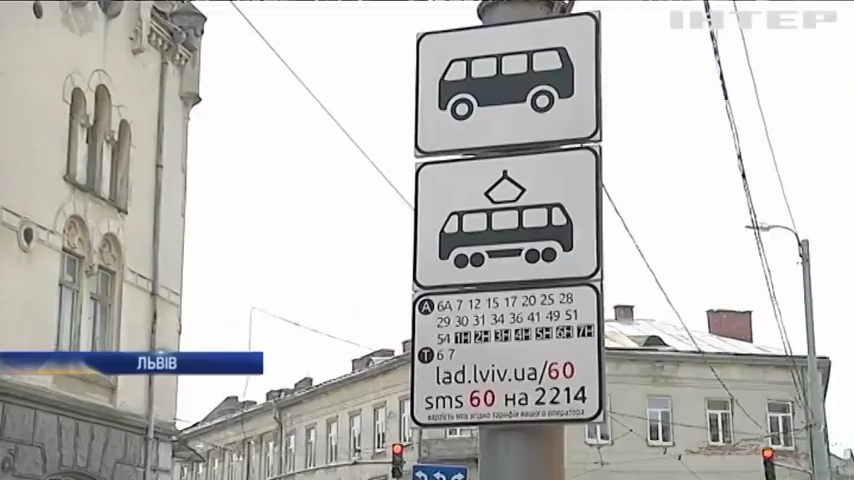 ІНТЕР
А 6А 7 12 15 17 20 25 28
29 30 31 34 36 41 49 51
54 1Н 2Н 3Н 4Н 5Н 6Н 7Н
Т 6 7
lad.lviv.ua/60
sms 60 на 2214
вартість sms згідно тарифів вашого оператора
ЛЬВІВ